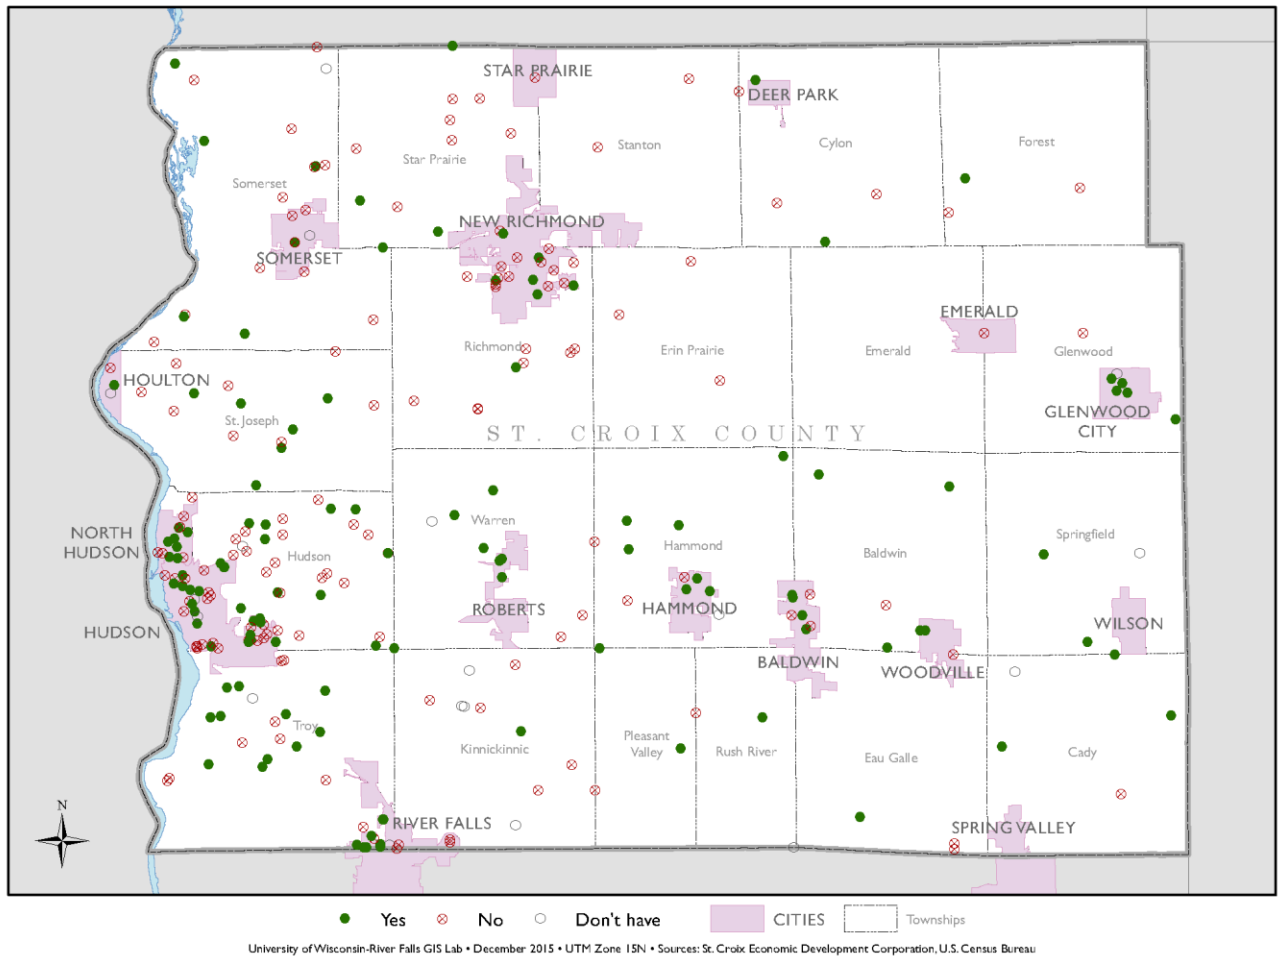 STAR PRAIRIE
DEER PARK
Star Prairie
Stanton
Cylon
Forest
Somerset
NEW RICHMOND
SOMERSET
EMERALD
Richmond
Erin Prairie
Emerald
Glenwood
HOULTON
GLENWOOD
CITY
St. Joseph
ST. CROIX COUNTY
NORTH
HUDSON
Warren
Hudson
Hammond
Baldwin
Springfield
ROBERTS
HAMMOND
WILSON
HUDSON
BALDWIN
WOODVILLE
Troy
Kinnickinnic
Pleasant
Valley
Rush River
Eau Galle
Cady
N
RIVER FALLS
SPRING VALLEY
Yes No Don't have CITIES Townships
University of Wisconsin-River Falls GIS Lab • December 2015 • UTM Zone 15N • Sources: St. Croix Economic Development Corporation, U.S. Census Bureau